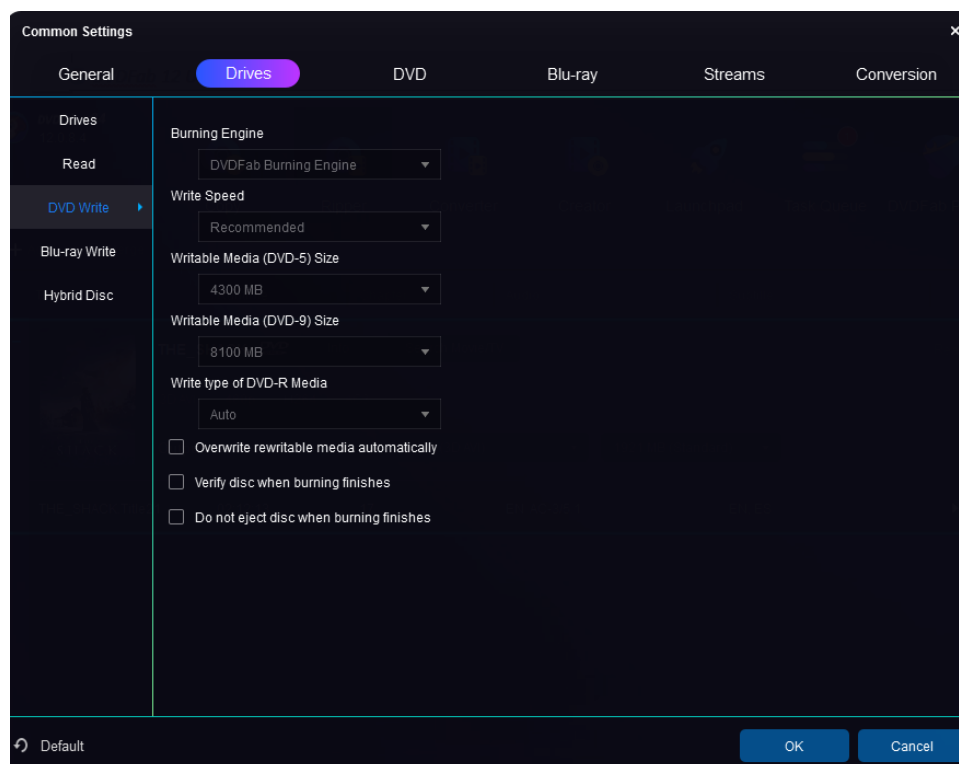 Common Settings
General Drives DVD Blu-ray Streams Conversion
Drives
Read
DVD Write
Blu-ray Write
Hybrid Disc
Burning Engine
DVDFab Burning Engine
Write Speed
Recommended
Writable Media (DVD-5) Size
4300 MB
Writable Media (DVD-9) Size
8100 MB
Write type of DVD-R Media
Auto
Overwrite rewritable media automatically
Verify disc when burning finishes
Do not eject disc when burning finishes
Default
OK Cancel